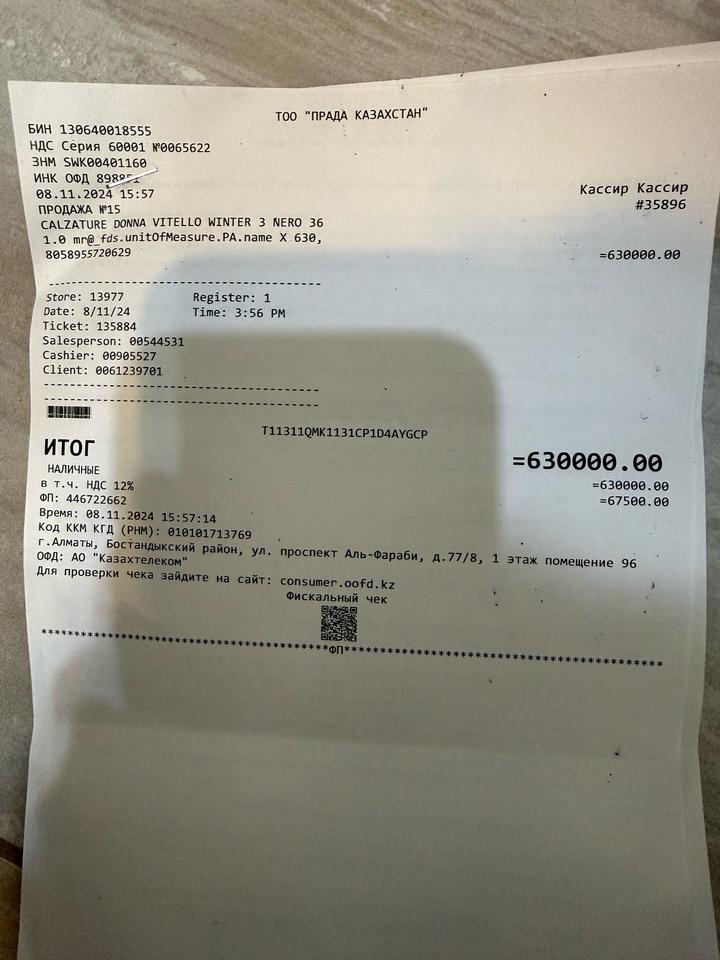 ТОО "ПРАДА КАЗАХСТАН"
БИН 130640018555
НДС Серия 60001 №0065622
ЗНМ SWK00401160
ИНК ОФД
08.11.2024 15:57
Кассир Кассир
ПРОДАЖА №15
#35896
CALZATURE DONNA VITELLO WINTER 3 NERO 36
1.0 mr@_fds.unitOfMeasure.PA.name X 630,
8058955720629
=630000.00
---------------------------------------
Store: 13977 Register: 1
Date: 8/11/24 Time: 3:56 PM
Ticket: 135884
Salesperson: 00544531
Cashier: 00905527
Client: 0061239701
---------------------------------------
---------------------------------------
T11311QMK1131CP1D4AYGCP
ИТОГ =630000.00
НАЛИЧНЫЕ =630000.00
в т.ч. НДС 12% =67500.00
ФП: 446722662
Время: 08.11.2024 15:57:14
Код ККМ КГД (РНМ): 010101713769
г.Алматы, Бостандыкский район, ул. проспект Аль-Фараби, д.77/8, 1 этаж помещение 96
ОФД: АО "Казахтелеком"
Для проверки чека зайдите на сайт: consumer.oofd.kz
Фискальный чек
***************************************ФП***************************************